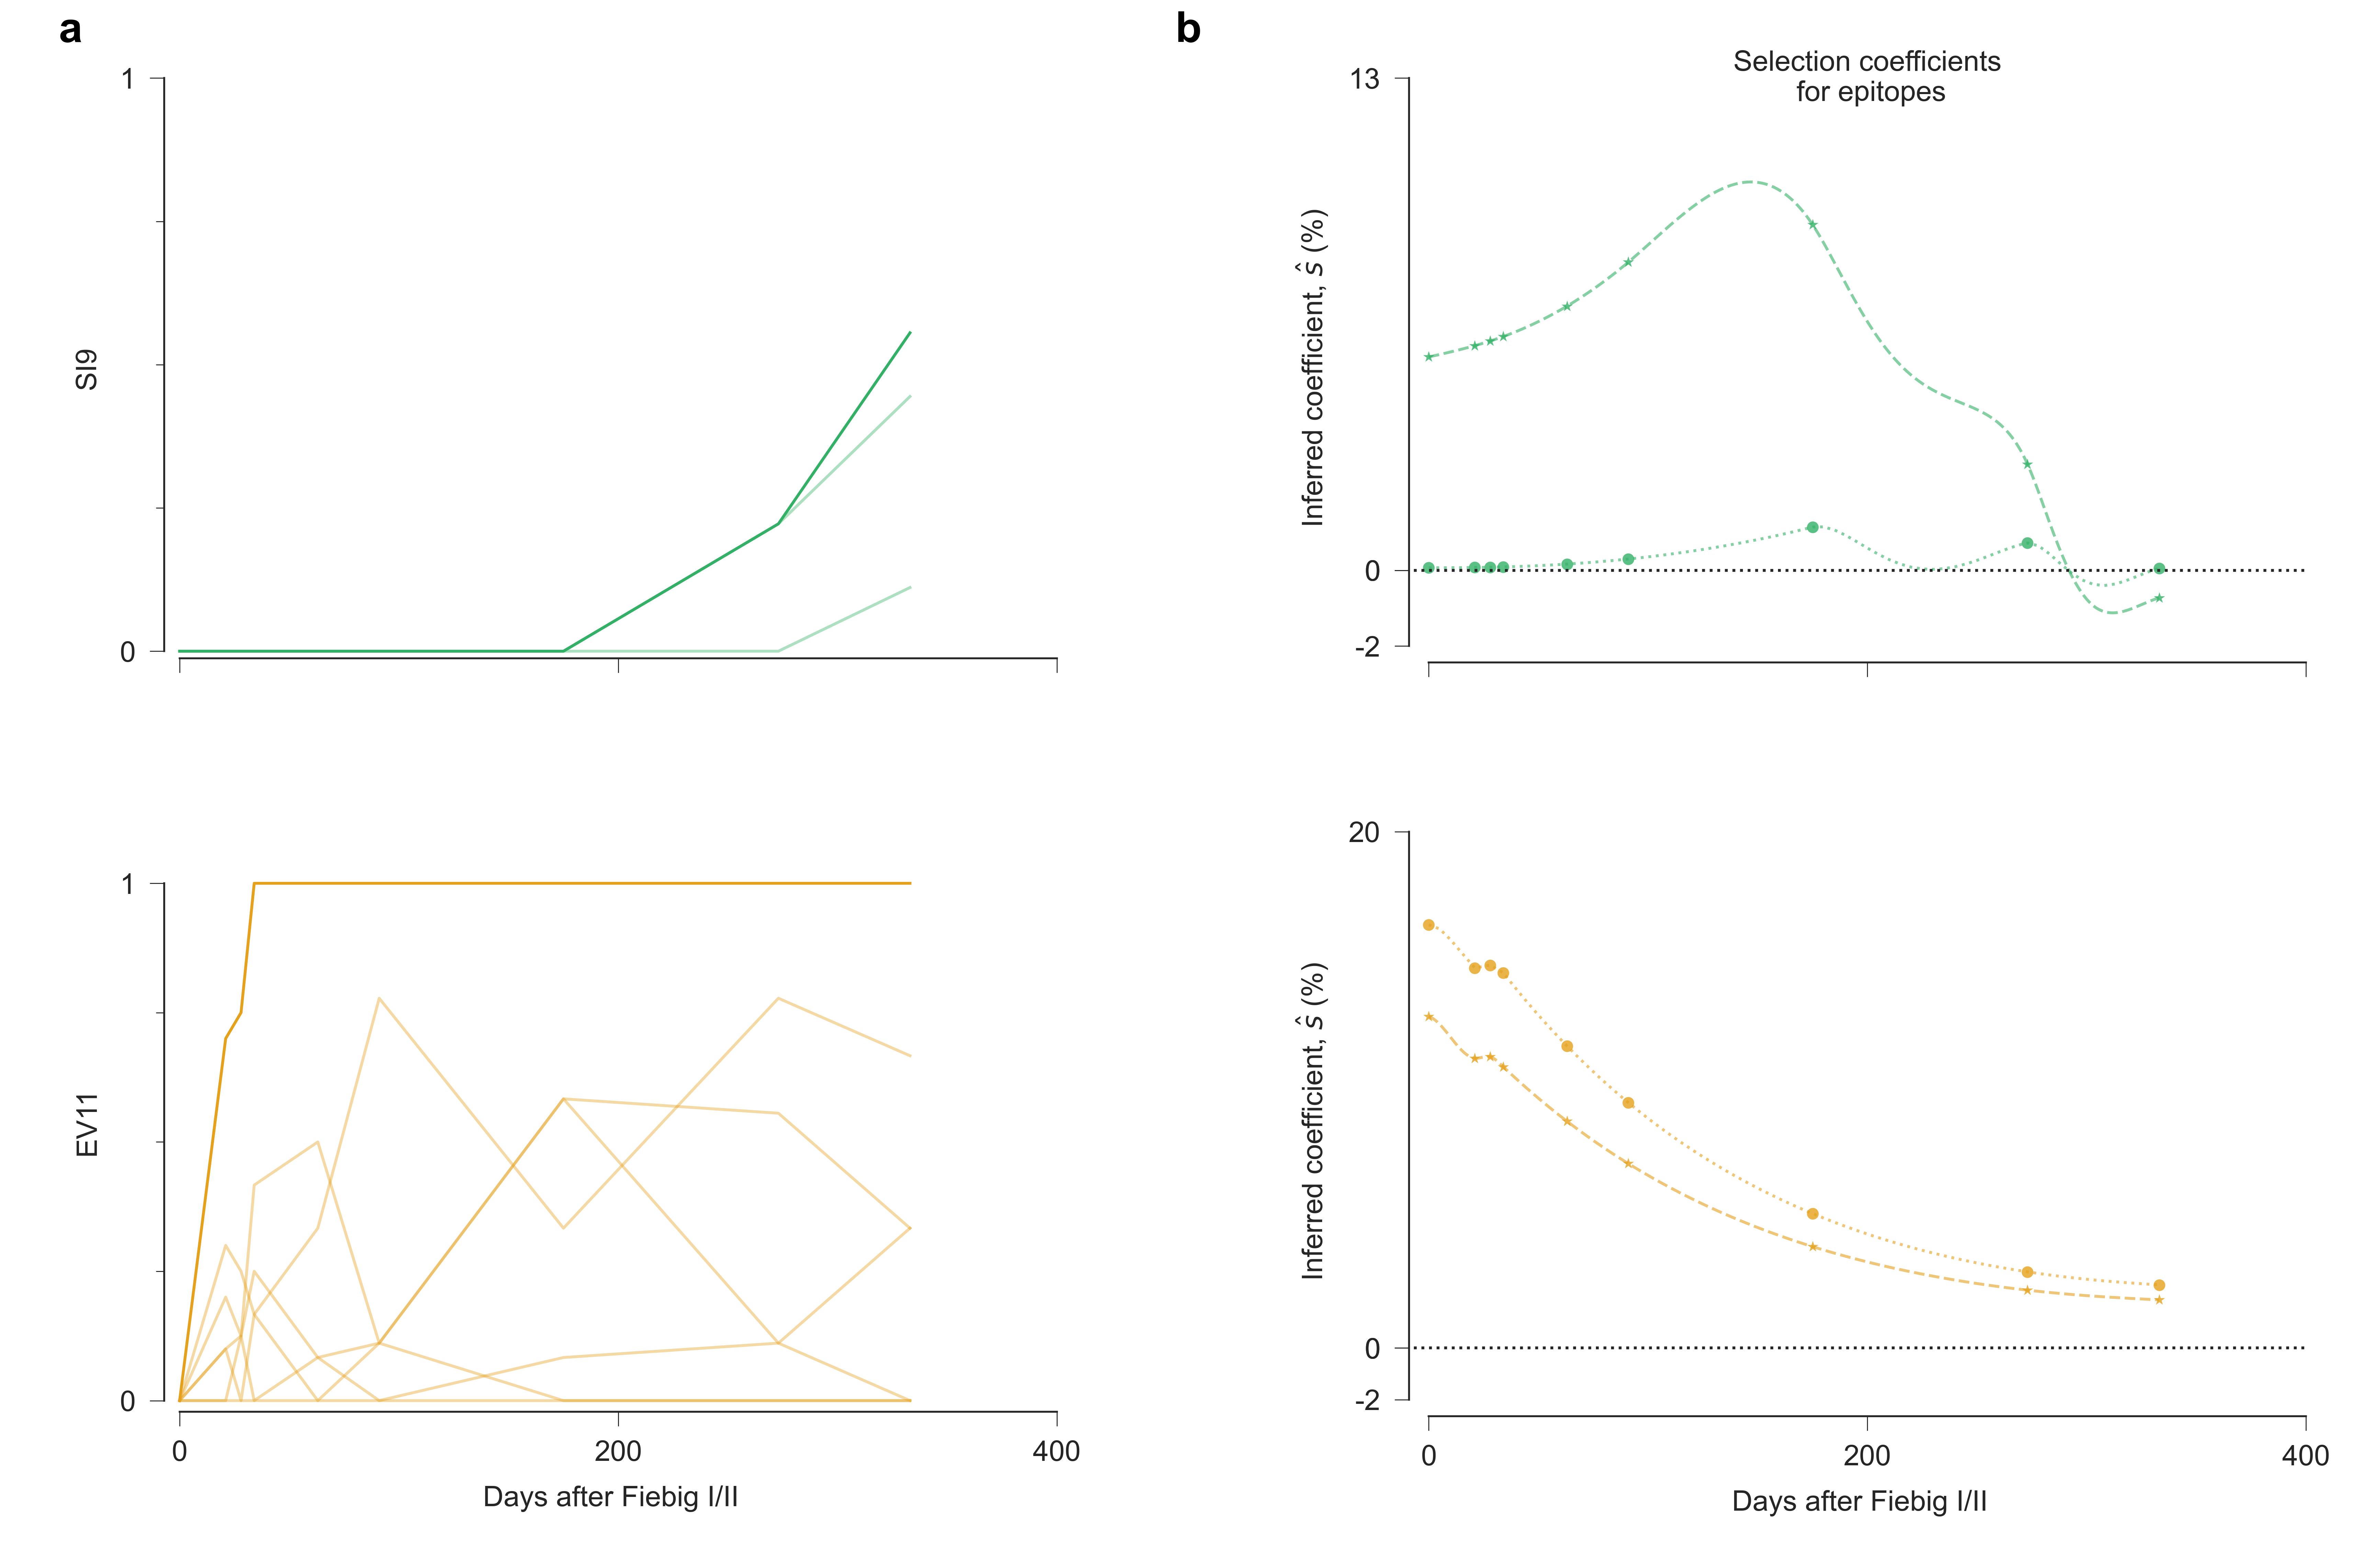 a
1
SI9
0
b
Selection coefficients
for epitopes
13
Inferred coefficient, ŝ (%)
0
-2
1
EV11
0
0
200
400
Days after Fiebig I/II
20
Inferred coefficient, ŝ (%)
0
-2
0
200
400
Days after Fiebig I/II